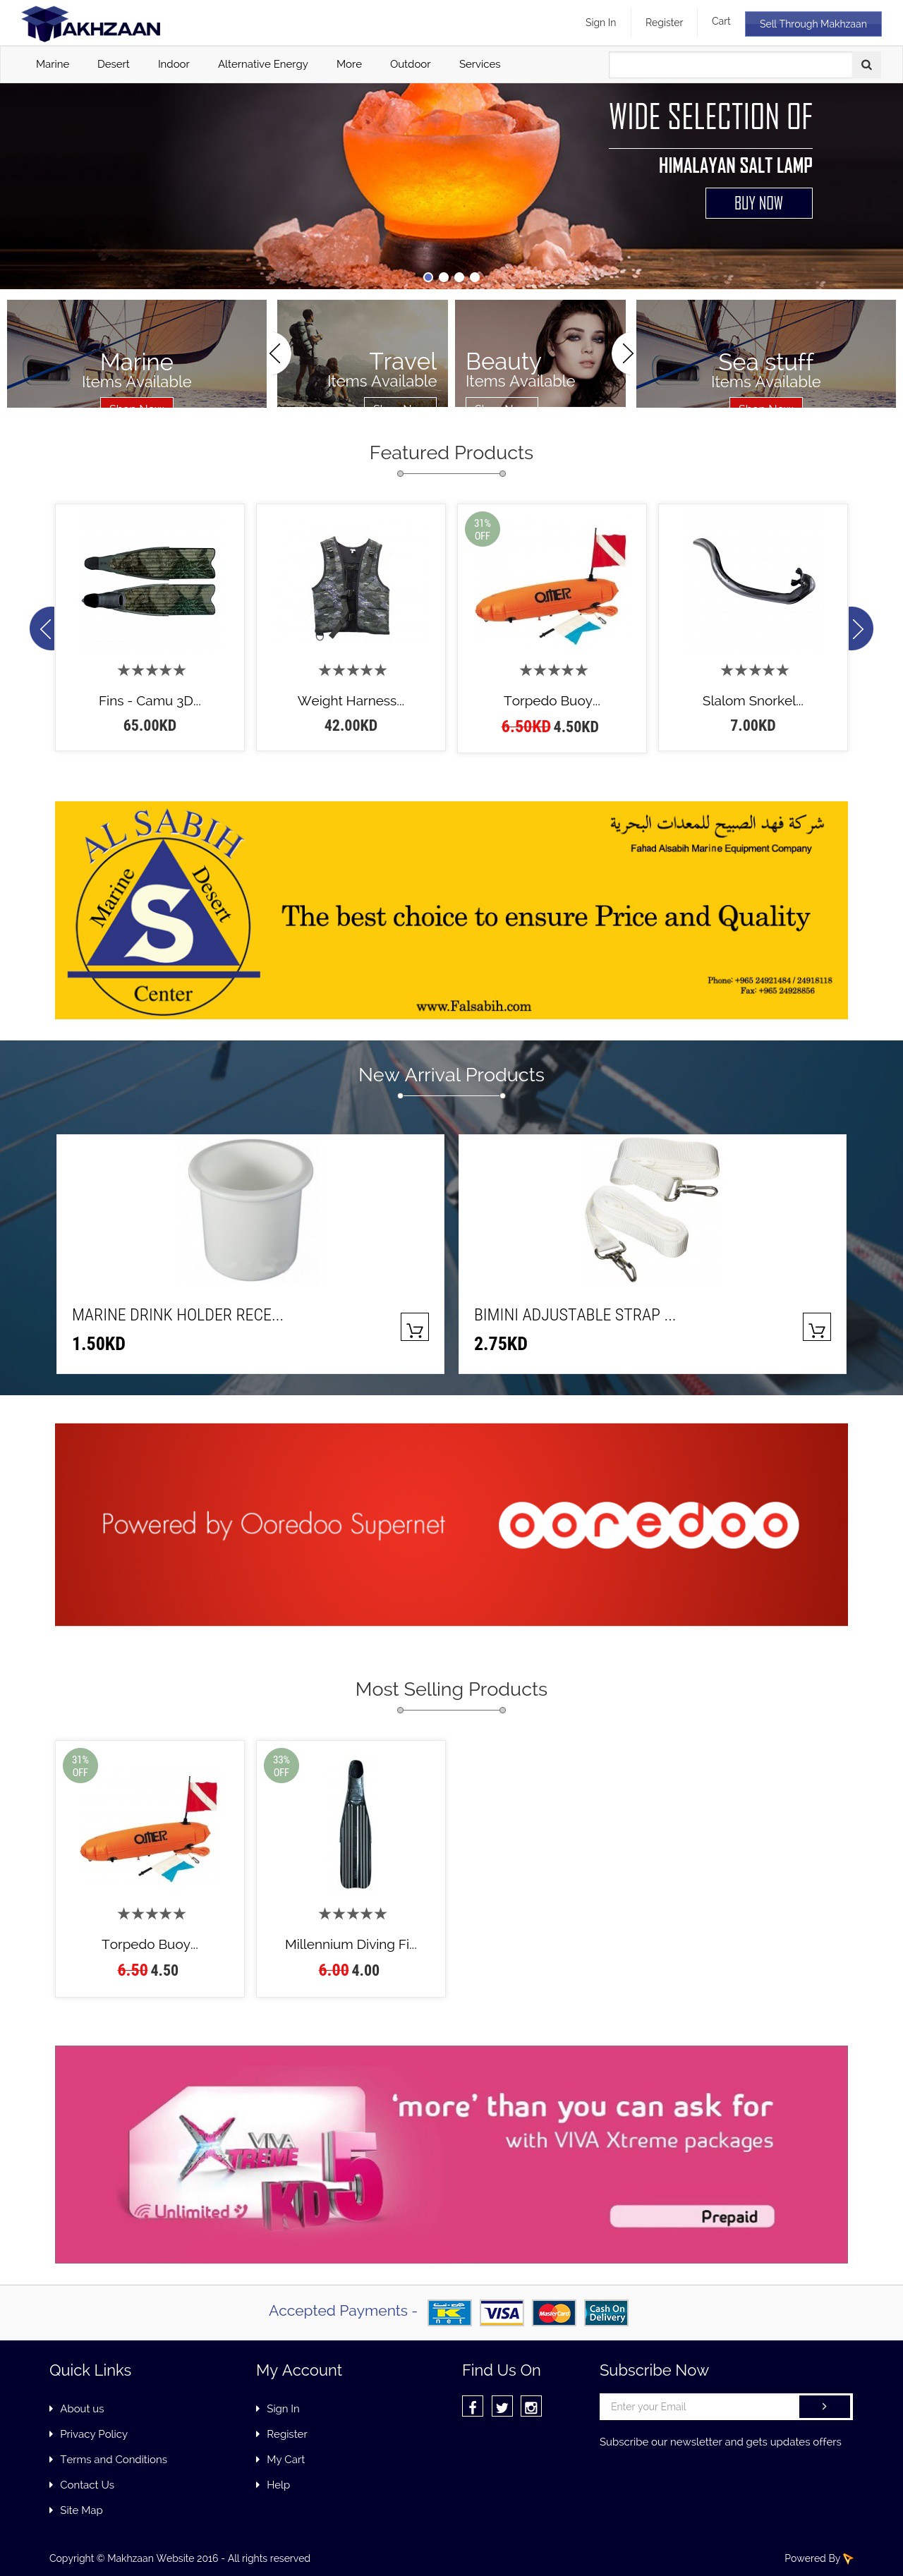 MAKHZAAN
Sign In
Register
Cart
Sell Through Makhzaan
Marine
Desert
Indoor
Alternative Energy
More
Outdoor
Services
WIDE SELECTION OF
HIMALAYAN SALT LAMP
BUY NOW
Marine
Items Available
Shop Now
Travel
Items Available
Shop Now
Beauty
Items Available
Shop Now
Sea stuff
Items Available
Shop Now
Featured Products
Fins - Camu 3D...
65.00KD
Weight Harness...
42.00KD
31%
OFF
OMER
Torpedo Buoy...
6.50KD 4.50KD
Slalom Snorkel...
7.00KD
AL SABIH
Marine
Desert
S
Center
شركة فهد الصبيح للمعدات البحرية
Fahad Alsabih Marine Equipment Company
The best choice to ensure Price and Quality
Phone: +965 24921484 / 24918118
Fax: +965 24928856
www.Falsabih.com
New Arrival Products
MARINE DRINK HOLDER RECE...
1.50KD
BIMINI ADJUSTABLE STRAP ...
2.75KD
Powered by Ooredoo Supernet
ooredoo
Most Selling Products
31%
OFF
OMER
Torpedo Buoy...
6.50 4.50
33%
OFF
Millennium Diving Fi...
6.00 4.00
'more' than you can ask for
with VIVA Xtreme packages
VIVA
XTREME
KD5
Unlimited
Prepaid
Accepted Payments -
K
net
VISA
MasterCard
Cash On
Delivery
Quick Links
About us
Privacy Policy
Terms and Conditions
Contact Us
Site Map
My Account
Sign In
Register
My Cart
Help
Find Us On
Subscribe Now
Enter your Email
Subscribe our newsletter and gets updates offers
Copyright © Makhzaan Website 2016 - All rights reserved
Powered By